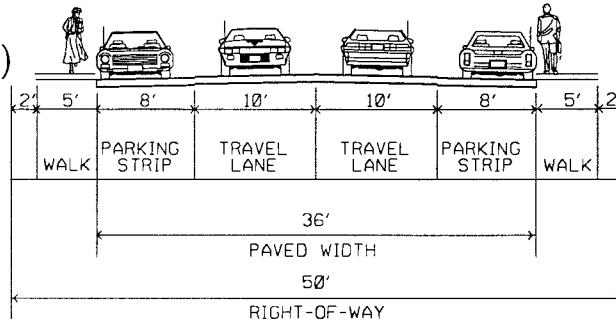 )
2' 5' 8' 10' 10' 8' 5' 2
WALK PARKING STRIP TRAVEL LANE TRAVEL LANE PARKING STRIP WALK
36'
PAVED WIDTH
50'
RIGHT-OF-WAY